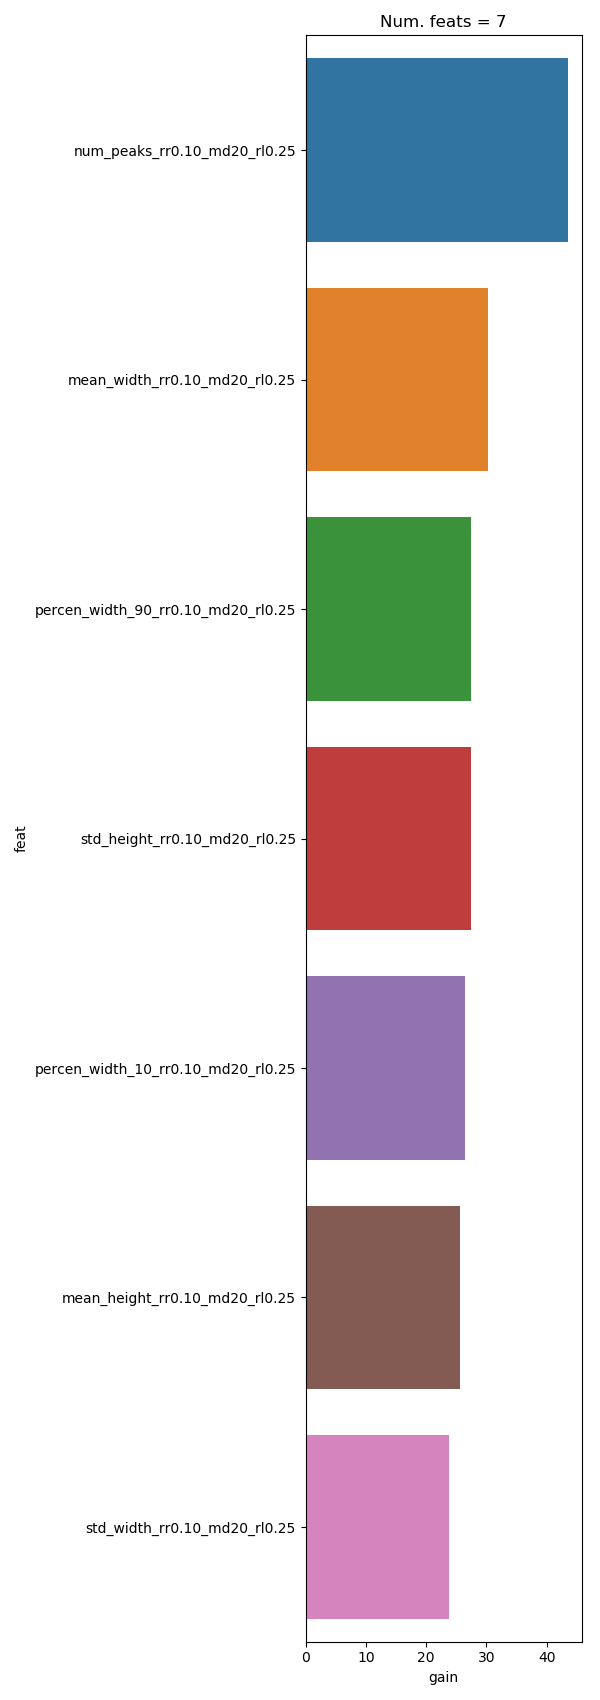 Num. feats = 7
num_peaks_rr0.10_md20_rl0.25
mean_width_rr0.10_md20_rl0.25
percen_width_90_rr0.10_md20_rl0.25
std_height_rr0.10_md20_rl0.25
feat
percen_width_10_rr0.10_md20_rl0.25
mean_height_rr0.10_md20_rl0.25
std_width_rr0.10_md20_rl0.25
0 10 20 30 40
gain